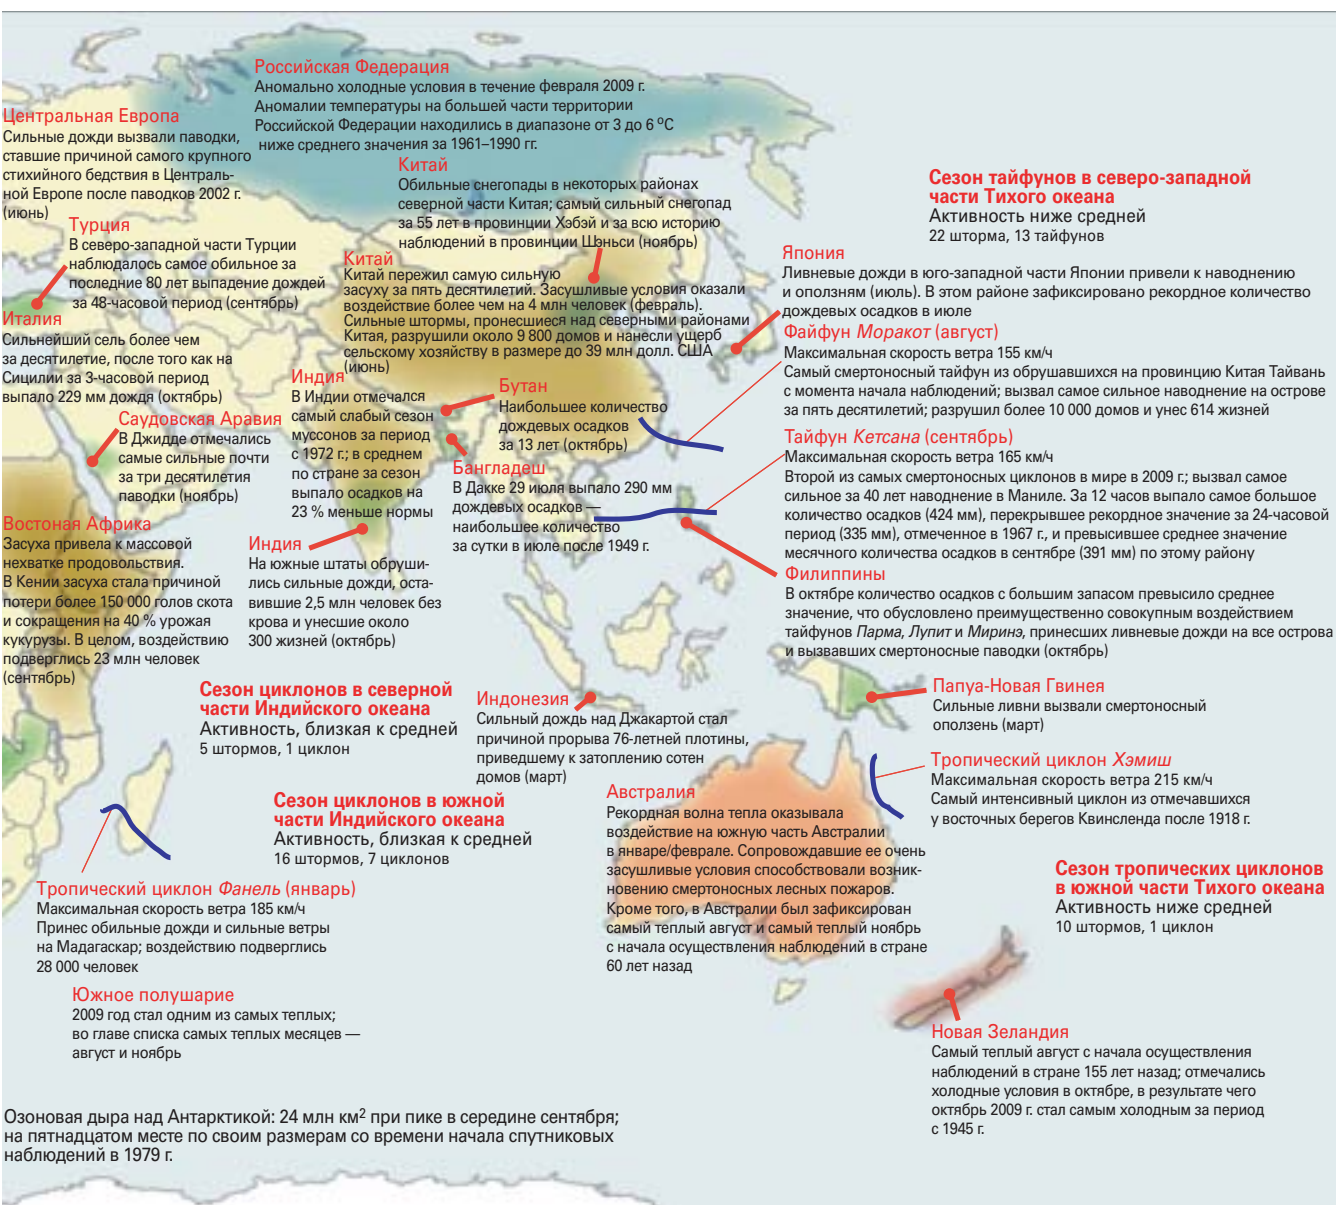 Российская Федерация
Аномально холодные условия в течение февраля 2009 г.
Аномалии температуры на большей части территории
Российской Федерации находились в диапазоне от 3 до 6 °C
ниже среднего значения за 1961–1990 гг.
Центральная Европа
Сильные дожди вызвали паводки,
ставшие причиной самого крупного
стихийного бедствия в Централь-
ной Европе после паводков 2002 г.
(июнь)
Китай
Обильные снегопады в некоторых районах
северной части Китая; самый сильный снегопад
за 55 лет в провинции Хэбэй и за всю историю
наблюдений в провинции Шэньси (ноябрь)
Сезон тайфунов в северо-западной
части Тихого океана
Активность ниже средней
22 шторма, 13 тайфунов
Турция
В северо-западной части Турции
наблюдалось самое обильное за
последние 80 лет выпадение дождей
за 48-часовой период (сентябрь)
Китай
Китай пережил самую сильную
засуху за пять десятилетий. Засушливые условия оказали
воздействие более чем на 4 млн человек (февраль).
Сильные штормы, пронесшиеся над северными районами
Китая, разрушили около 9 800 домов и нанесли ущерб
сельскому хозяйству в размере до 39 млн долл. США
(июнь)
Япония
Ливневые дожди в юго-западной части Японии привели к наводнению
и оползням (июль). В этом районе зафиксировано рекордное количество
дождевых осадков в июле
Италия
Сильнейший сель более чем
за десятилетие, после того как на
Сицилии за 3-часовой период
выпало 229 мм дождя (октябрь)
Файфун Моракот (август)
Максимальная скорость ветра 155 км/ч
Самый смертоносный тайфун из обрушавшихся на провинцию Китая Тайвань
с момента начала наблюдений; вызвал самое сильное наводнение на острове
за пять десятилетий; разрушил более 10 000 домов и унес 614 жизней
Индия
В Индии отмечался
самый слабый сезон
муссонов за период
с 1972 г.; в среднем
по стране за сезон
выпало осадков на
23 % меньше нормы
Бутан
Наибольшее количество
дождевых осадков
за 13 лет (октябрь)
Саудовская Аравия
В Джидде отмечались
самые сильные почти
за три десятилетия
паводки (ноябрь)
Тайфун Кетсана (сентябрь)
Максимальная скорость ветра 165 км/ч
Второй из самых смертоносных циклонов в мире в 2009 г.; вызвал самое
сильное за 40 лет наводнение в Маниле. За 12 часов выпало самое большое
количество осадков (424 мм), перекрывшее рекордное значение за 24-часовой
период (335 мм), отмеченное в 1967 г., и превысившее среднее значение
месячного количества осадков в сентябре (391 мм) по этому району
Бангладеш
В Дакке 29 июля выпало 290 мм
дождевых осадков —
наибольшее количество
за сутки в июле после 1949 г.
Востоная Африка
Засуха привела к массовой
нехватке продовольствия.
В Кении засуха стала причиной
потери более 150 000 голов скота
и сокращения на 40 % урожая
кукурузы. В целом, воздействию
подверглись 23 млн человек
(сентябрь)
Индия
На южные штаты обруши-
лись сильные дожди, оста-
вившие 2,5 млн человек без
крова и унесшие около
300 жизней (октябрь)
Филиппины
В октябре количество осадков с большим запасом превысило среднее
значение, что обусловлено преимущественно совокупным воздействием
тайфунов Парма, Лупит и Миринэ, принесших ливневые дожди на все острова
и вызвавших смертоносные паводки (октябрь)
Сезон циклонов в северной
части Индийского океана
Активность, близкая к средней
5 штормов, 1 циклон
Индонезия
Сильный дождь над Джакартой стал
причиной прорыва 76-летней плотины,
приведшему к затоплению сотен
домов (март)
Папуа-Новая Гвинея
Сильные ливни вызвали смертоносный
оползень (март)
Тропический циклон Хэмиш
Максимальная скорость ветра 215 км/ч
Самый интенсивный циклон из отмечавшихся
у восточных берегов Квинсленда после 1918 г.
Сезон циклонов в южной
части Индийского океана
Активность, близкая к средней
16 штормов, 7 циклонов
Австралия
Рекордная волна тепла оказывала
воздействие на южную часть Австралии
в январе/феврале. Сопровождавшие ее очень
засушливые условия способствовали возник-
новению смертоносных лесных пожаров.
Кроме того, в Австралии был зафиксирован
самый теплый август и самый теплый ноябрь
с начала осуществления наблюдений в стране
60 лет назад
Сезон тропических циклонов
в южной части Тихого океана
Активность ниже средней
10 штормов, 1 циклон
Тропический циклон Фанель (январь)
Максимальная скорость ветра 185 км/ч
Принес обильные дожди и сильные ветры
на Мадагаскар; воздействию подверглись
28 000 человек
Южное полушарие
2009 год стал одним из самых теплых;
во главе списка самых теплых месяцев —
август и ноябрь
Новая Зеландия
Самый теплый август с начала осуществления
наблюдений в стране 155 лет назад; отмечались
холодные условия в октябре, в результате чего
октябрь 2009 г. стал самым холодным за период
с 1945 г.
Озоновая дыра над Антарктикой: 24 млн км² при пике в середине сентября;
на пятнадцатом месте по своим размерам со времени начала спутниковых
наблюдений в 1979 г.